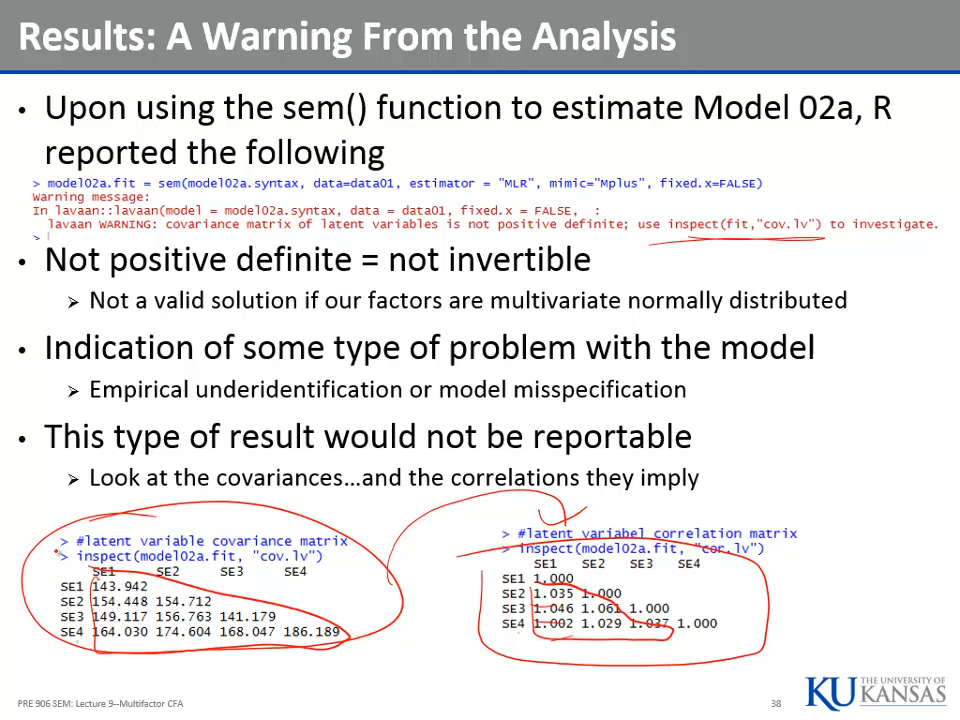 Results: A Warning From the Analysis
• Upon using the sem() function to estimate Model 02a, R
reported the following
> model02a.fit = sem(model02a.syntax, data=data01, estimator = "MLR", mimic="Mplus", fixed.x=FALSE)
Warning message:
In lavaan::lavaan(model = model02a.syntax, data = data01, fixed.x = FALSE,  :
  lavaan WARNING: covariance matrix of latent variables is not positive definite; use inspect(fit,"cov.lv") to investigate.
>
• Not positive definite = not invertible
➢ Not a valid solution if our factors are multivariate normally distributed
• Indication of some type of problem with the model
➢ Empirical underidentification or model misspecification
• This type of result would not be reportable
➢ Look at the covariances…and the correlations they imply
> #latent variable covariance matrix
> inspect(model02a.fit, "cov.lv")
SE1 SE2 SE3 SE4
SE1 143.942
SE2 154.448 154.712
SE3 149.117 156.763 141.179
SE4 164.030 174.604 168.047 186.189
> #latent variabel correlation matrix
> inspect(model02a.fit, "cor.lv")
SE1 SE2 SE3 SE4
SE1 1.000
SE2 1.035 1.000
SE3 1.046 1.061 1.000
SE4 1.002 1.029 1.037 1.000
PRE 906 SEM: Lecture 9--Multifactor CFA
38
KU THE UNIVERSITY OF
KANSAS